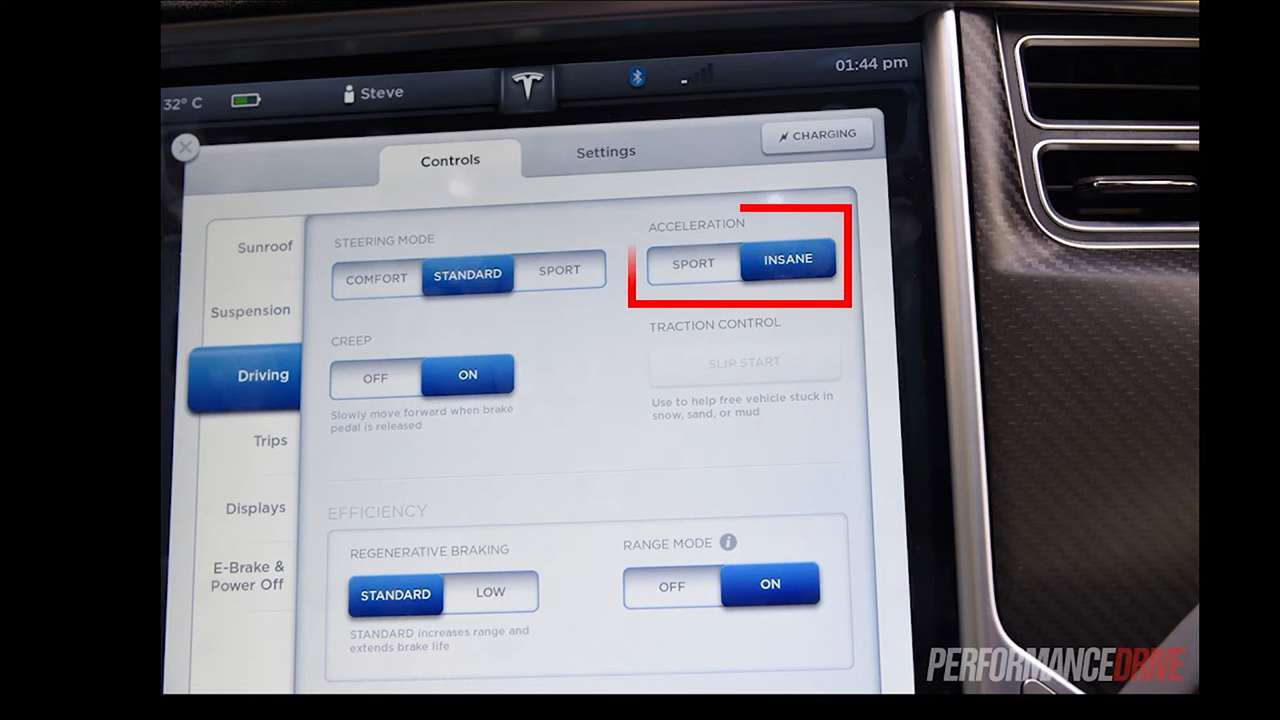 32° C
Steve
01:44 pm
Controls
Settings
CHARGING
Sunroof
Suspension
Driving
Trips
Displays
E-Brake &
Power Off
STEERING MODE
COMFORT STANDARD SPORT
ACCELERATION
SPORT INSANE
CREEP
OFF ON
Slowly move forward when brake
pedal is released
TRACTION CONTROL
SLIP START
Use to help free vehicle stuck in
snow, sand, or mud
EFFICIENCY
REGENERATIVE BRAKING
STANDARD LOW
STANDARD increases range and
extends brake life
RANGE MODE i
OFF ON
PERFORMANCEDRIVE